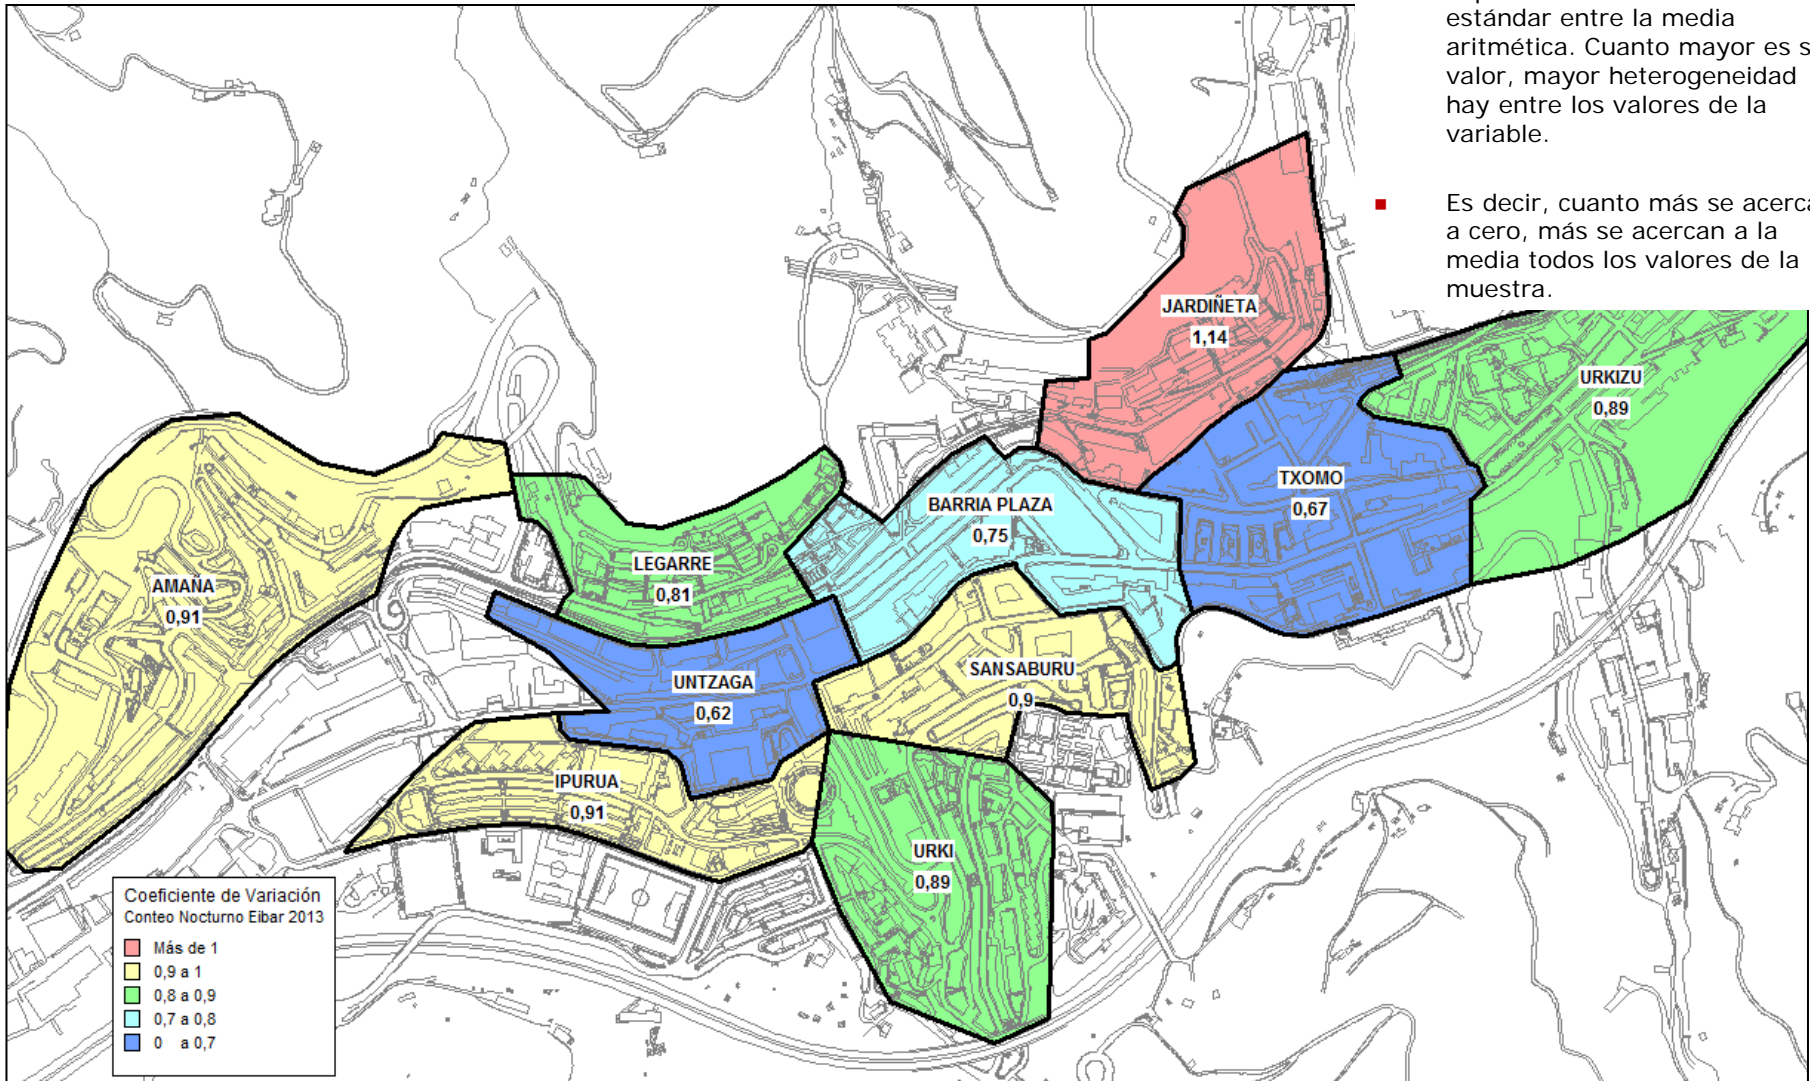 estándar entre la media
aritmética. Cuanto mayor es s
valor, mayor heterogeneidad
hay entre los valores de la
variable.
Es decir, cuanto más se acerca
a cero, más se acercan a la
media todos los valores de la
muestra.
JARDIÑETA
1,14
URKIZU
0,89
TXOMO
0,67
BARRIA PLAZA
0,75
LEGARRE
0,81
AMAÑA
0,91
SANSABURU
0,9
UNTZAGA
0,62
IPURUA
0,91
URKI
0,89
Coeficiente de Variación
Conteo Nocturno Eibar 2013
Más de 1
0,9 a 1
0,8 a 0,9
0,7 a 0,8
0 a 0,7